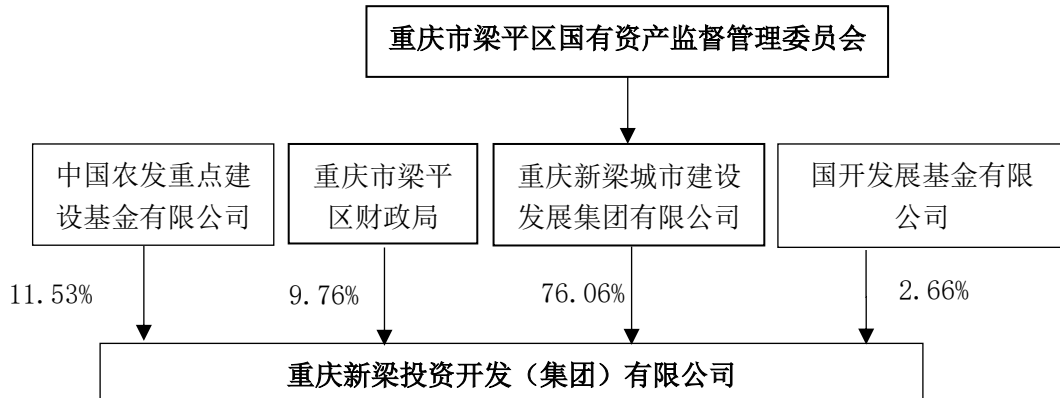 重庆市梁平区国有资产监督管理委员会
中国农发重点建
设基金有限公司
重庆市梁平
区财政局
重庆新梁城市建设
发展集团有限公司
国开发展基金有限
公司
11.53%
9.76%
76.06%
2.66%
重庆新梁投资开发（集团）有限公司